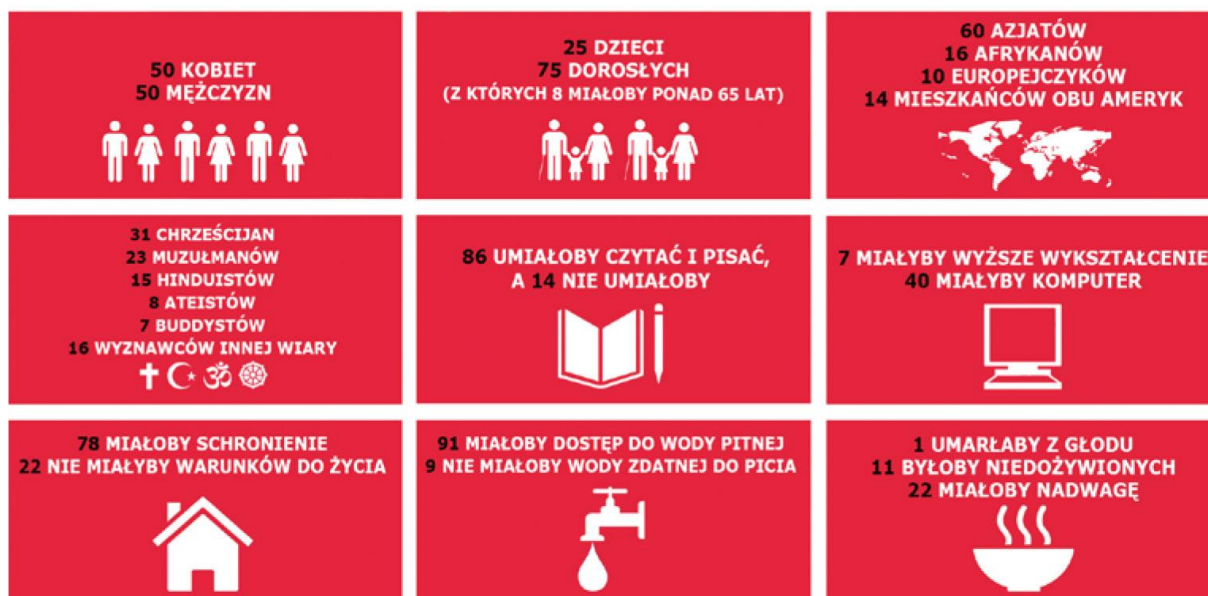 50 KOBIET
50 MĘŻCZYZN
25 DZIECI
75 DOROSŁYCH
(Z KTÓRYCH 8 MIAŁOBY PONAD 65 LAT)
60 AZJATÓW
16 AFRYKANÓW
10 EUROPEJCZYKÓW
14 MIESZKAŃCÓW OBU AMERYK
31 CHRZEŚCIJAN
23 MUZUŁMANÓW
15 HINDUISTÓW
8 ATEISTÓW
7 BUDDYSTÓW
16 WYZNAWCÓW INNEJ WIARY
86 UMIAŁOBY CZYTAĆ I PISAĆ,
A 14 NIE UMIAŁOBY
7 MIAŁYBY WYŻSZE WYKSZTAŁCENIE
40 MIAŁYBY KOMPUTER
78 MIAŁOBY SCHRONIENIE
22 NIE MIAŁYBY WARUNKÓW DO ŻYCIA
91 MIAŁOBY DOSTĘP DO WODY PITNEJ
9 NIE MIAŁOBY WODY ZDATNEJ DO PICIA
1 UMARŁABY Z GŁODU
11 BYŁOBY NIEDOŻYWIONYCH
22 MIAŁOBY NADWAGĘ